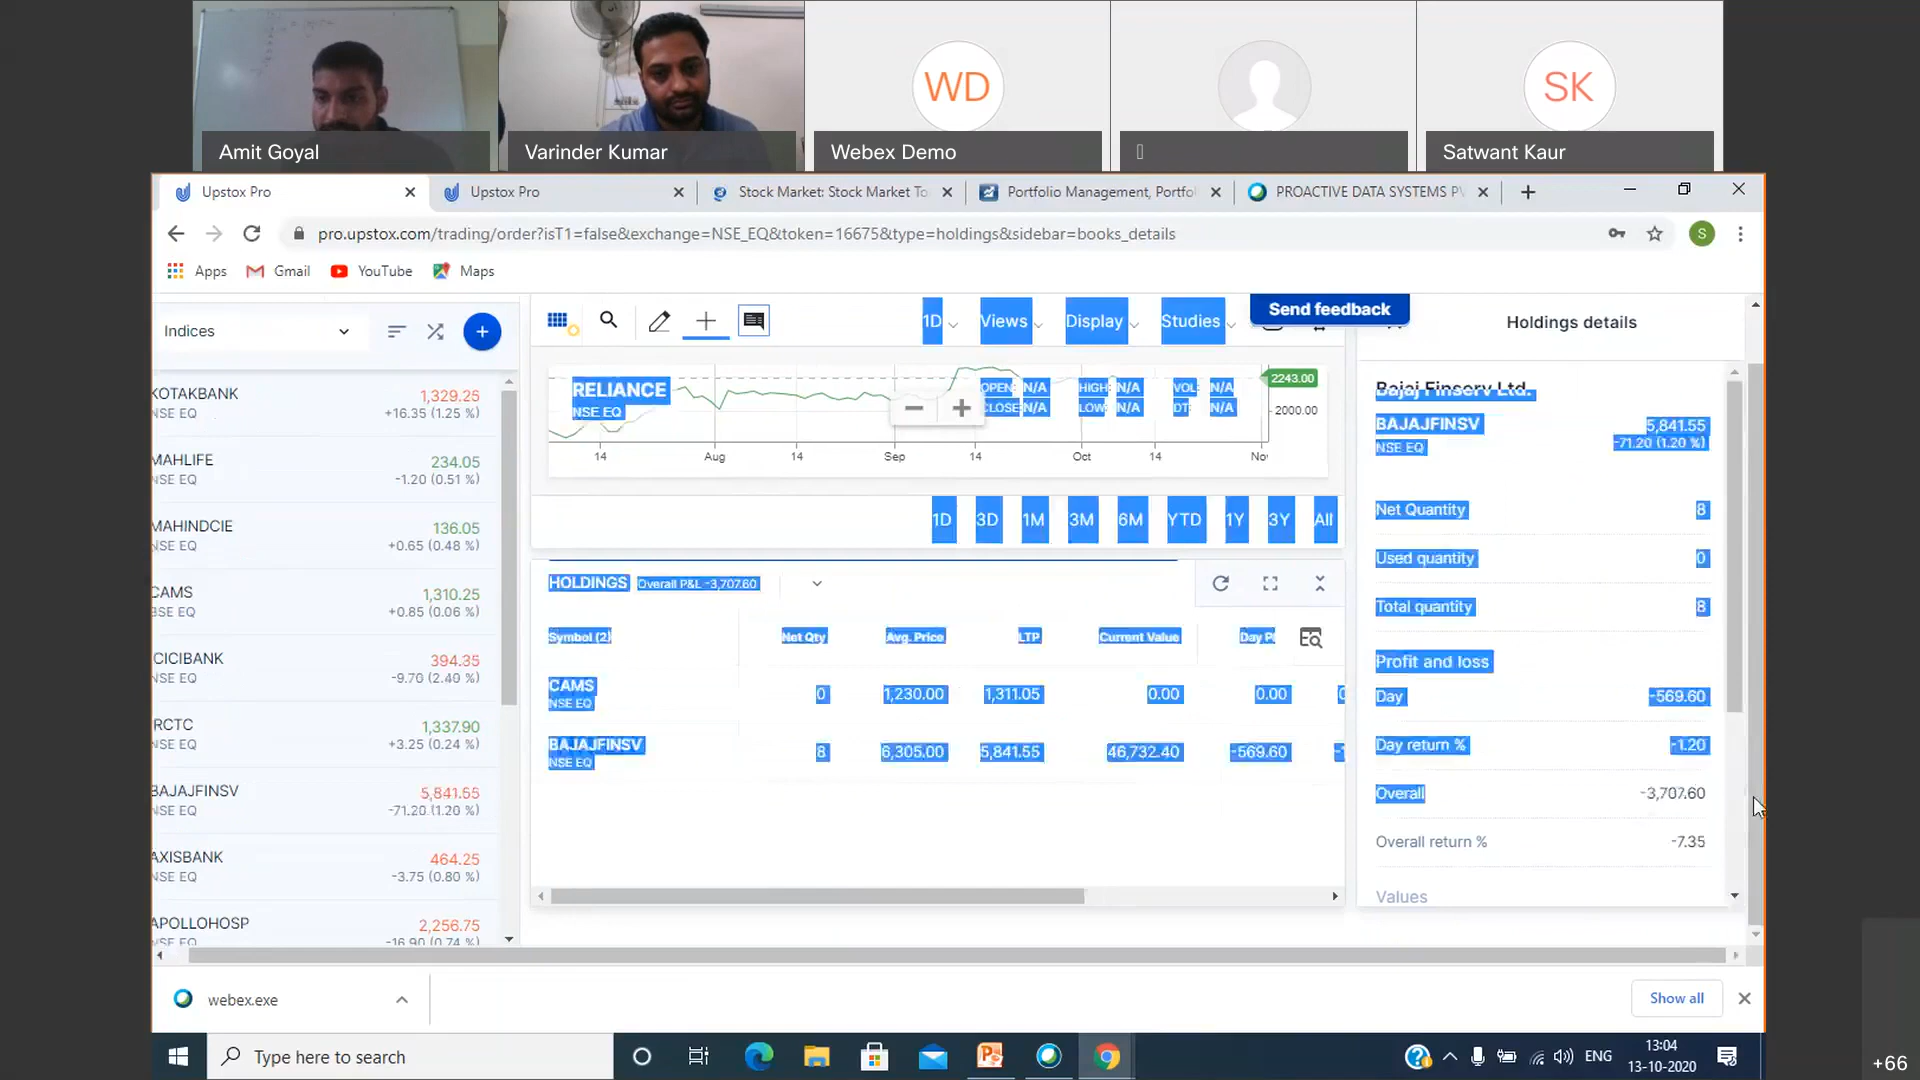 WD
SK
Amit Goyal
Varinder Kumar
Webex Demo
Satwant Kaur
Upstox Pro
Upstox Pro
Stock Market: Stock Market To
Portfolio Management, Portfo
PROACTIVE DATA SYSTEMS PV
pro.upstox.com/trading/order?isT1=false&exchange=NSE_EQ&token=16675&type=holdings&sidebar=books_details
S
Apps
Gmail
YouTube
Maps
Indices
1D
Views
Display
Studies
Send feedback
Holdings details
KOTAKBANK 1,329.25
NSE EQ +16.35 (1.25 %)
MAHLIFE 234.05
NSE EQ -1.20 (0.51 %)
MAHINDCIE 136.05
NSE EQ +0.65 (0.48 %)
CAMS 1,310.25
BSE EQ +0.85 (0.06 %)
ICICIBANK 394.35
NSE EQ -9.70 (2.40 %)
IRCTC 1,337.90
NSE EQ +3.25 (0.24 %)
BAJAJFINSV 5,841.55
NSE EQ -71.20 (1.20 %)
AXISBANK 464.25
NSE EQ -3.75 (0.80 %)
APOLLOHOSP 2,256.75
NSE EQ -16.90 (0.74 %)
RELIANCE
NSE EQ
OPEN N/A HIGH N/A VOL N/A
CLOSE N/A LOW N/A DT N/A
2243.00
2000.00
14 Aug 14 Sep 14 Oct 14 Nov
1D 3D 1M 3M 6M YTD 1Y 3Y All
HOLDINGS Overall P&L -3,707.60
Symbol (2) Net Qty Avg. Price LTP Current Value Day P
CAMS 0 1,230.00 1,311.05 0.00 0.00
NSE EQ
BAJAJFINSV 8 6,305.00 5,841.55 46,732.40 -569.60
NSE EQ
Bajaj Finserv Ltd.
BAJAJFINSV 5,841.55
NSE EQ -71.20 (1.20 %)
Net Quantity 8
Used quantity 0
Total quantity 8
Profit and loss
Day -569.60
Day return % -1.20
Overall -3,707.60
Overall return % -7.35
Values
webex.exe
Show all
Type here to search
ENG
13:04
13-10-2020
+66